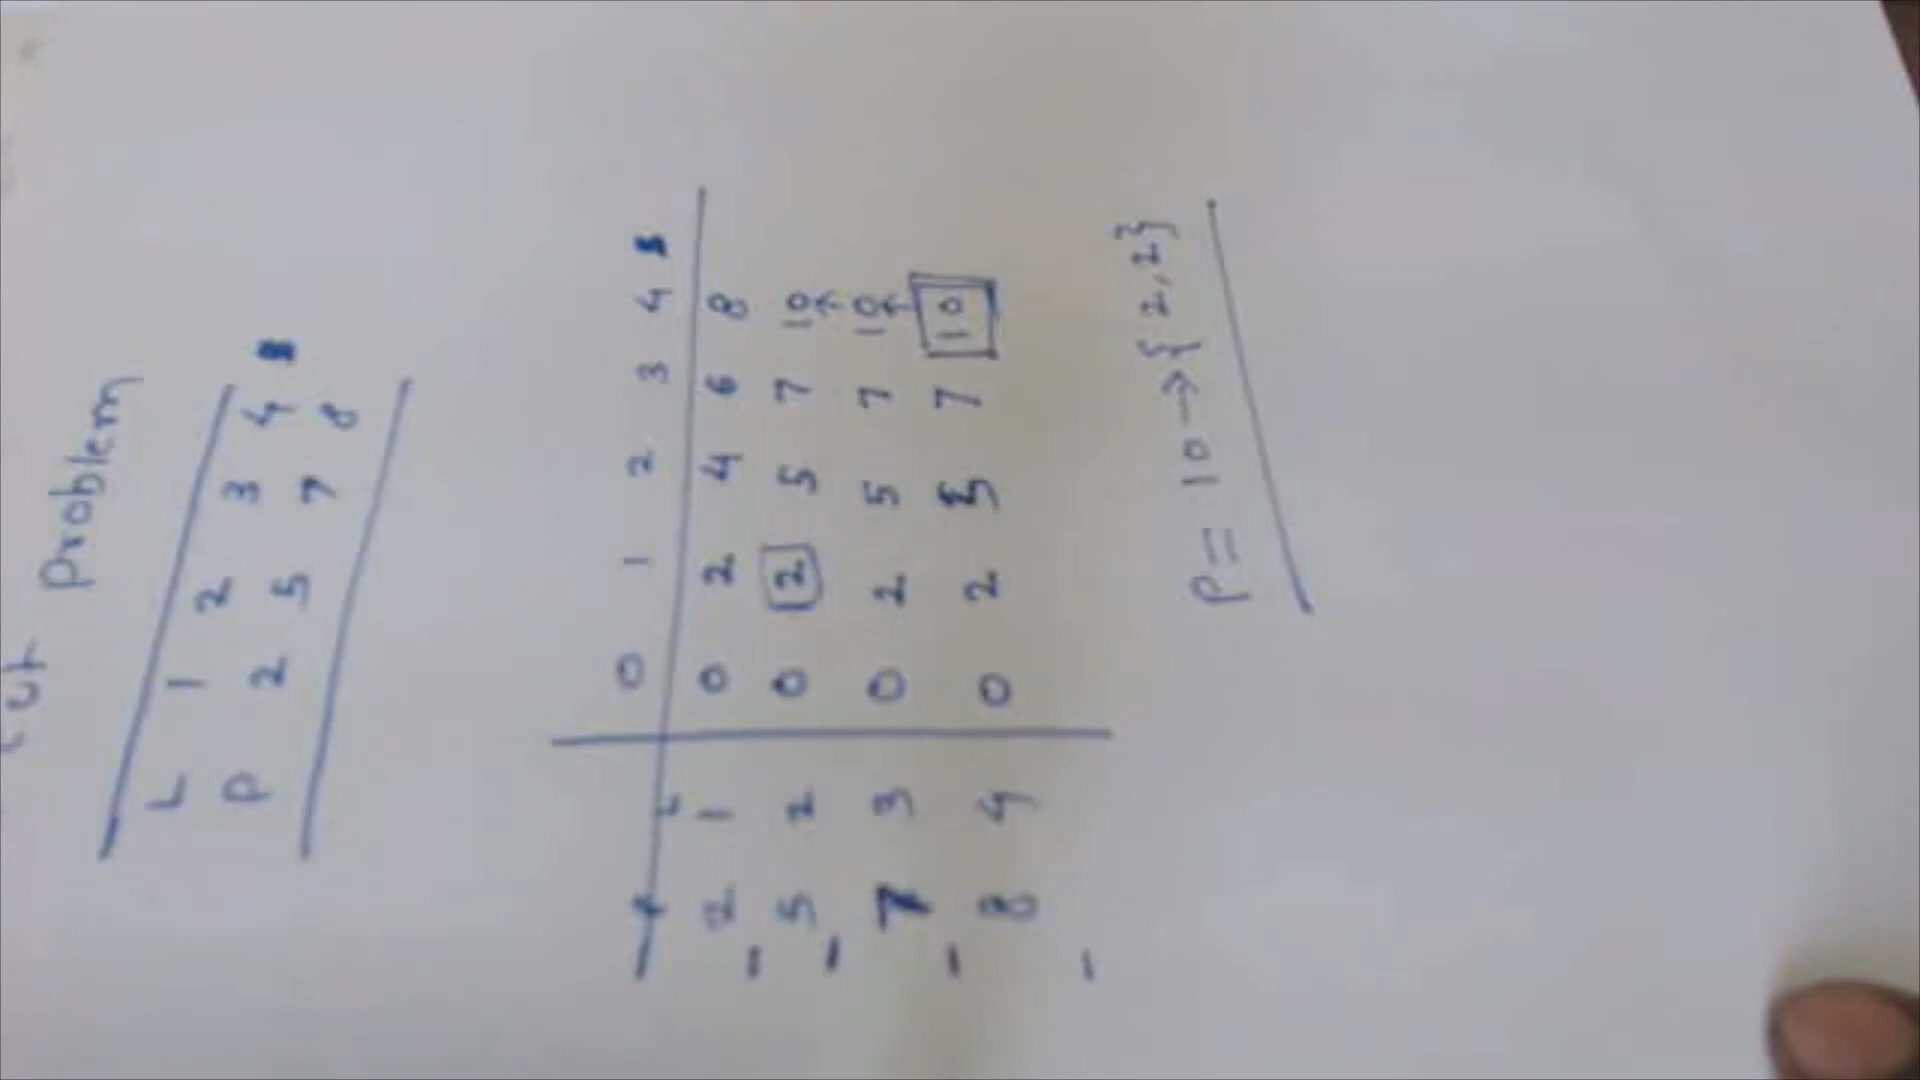 Cut Problem
L 1 2 3 4
P 2 5 7 8
0 1 2 3 4
P L
2 1 0 2 4 6 8
5 2 0 2 5 7 10
7 3 0 2 5 7 10
8 4 0 2 5 7 10
P = 10 → {2,2}